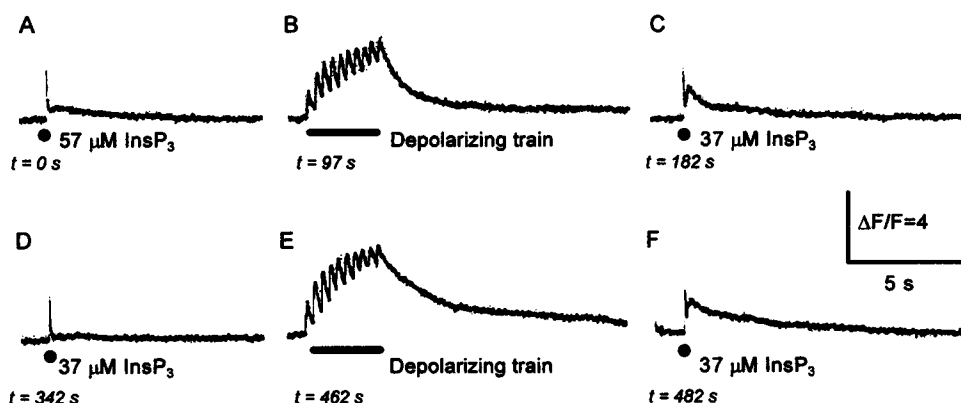 A
57 μM InsP₃
t = 0 s
B
Depolarizing train
t = 97 s
C
37 μM InsP₃
t = 182 s
D
37 μM InsP₃
t = 342 s
E
Depolarizing train
t = 462 s
F
37 μM InsP₃
t = 482 s
ΔF/F=4
5 s